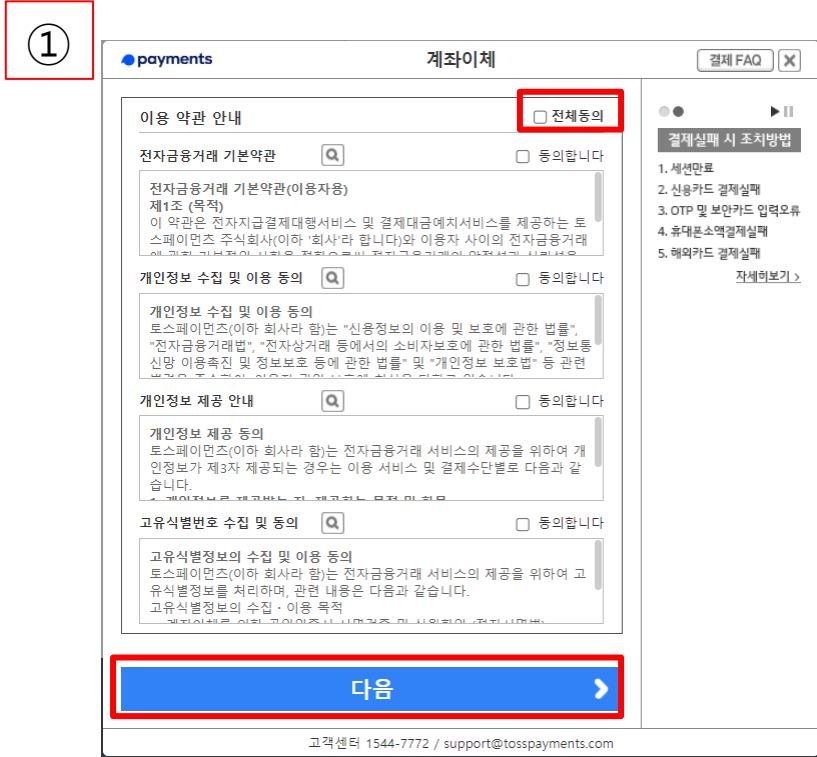 ①
payments
계좌이체
결제 FAQ
이용 약관 안내
전체동의
전자금융거래 기본약관
동의합니다
전자금융거래 기본약관(이용자용)
제1조 (목적)
이 약관은 전자지급결제대행서비스 및 결제대금예치서비스를 제공하는 토
스페이먼츠 주식회사(이하 '회사'라 합니다)와 이용자 사이의 전자금융거래
개인정보 수집 및 이용 동의
동의합니다
개인정보 수집 및 이용 동의
토스페이먼츠(이하 회사라 함)는 "신용정보의 이용 및 보호에 관한 법률",
"전자금융거래법", "전자상거래 등에서의 소비자보호에 관한 법률", "정보통
신망 이용촉진 및 정보보호 등에 관한 법률" 및 "개인정보 보호법" 등 관련
개인정보 제공 안내
동의합니다
개인정보 제공 동의
토스페이먼츠(이하 회사라 함)는 전자금융거래 서비스의 제공을 위하여 개
인정보가 제3자 제공되는 경우는 이용 서비스 및 결제수단별로 다음과 같
습니다.
고유식별번호 수집 및 동의
동의합니다
고유식별정보의 수집 및 이용 동의
토스페이먼츠(이하 회사라 함)는 전자금융거래 서비스의 제공을 위하여 고
유식별정보를 처리하며, 관련 내용은 다음과 같습니다.
고유식별정보의 수집・이용 목적
다음
결제실패 시 조치방법
1. 세션만료
2. 신용카드 결제실패
3. OTP 및 보안카드 입력오류
4. 휴대폰소액결제실패
5. 해외카드 결제실패
자세히보기 >
고객센터 1544-7772 / support@tosspayments.com